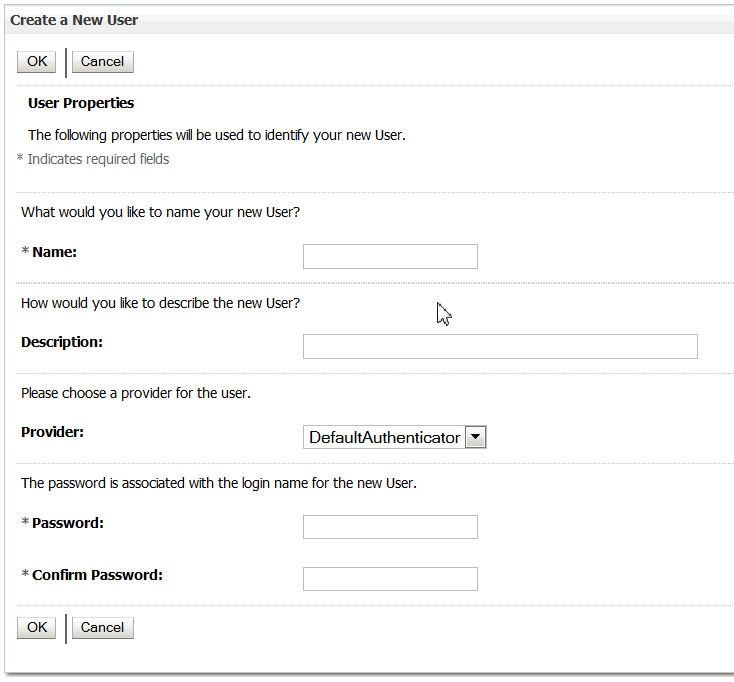 Create a New User
OK Cancel
User Properties
The following properties will be used to identify your new User.
* Indicates required fields
What would you like to name your new User?
* Name:
How would you like to describe the new User?
Description:
Please choose a provider for the user.
Provider: DefaultAuthenticator
The password is associated with the login name for the new User.
* Password:
* Confirm Password:
OK Cancel